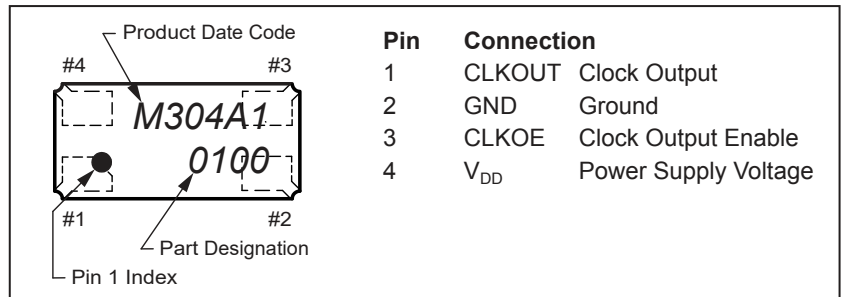 Product Date Code
#4 #3
M304A1
0100
#1 #2
Part Designation
Pin 1 Index
Pin Connection
1 CLKOUT Clock Output
2 GND Ground
3 CLKOE Clock Output Enable
4 VDD Power Supply Voltage